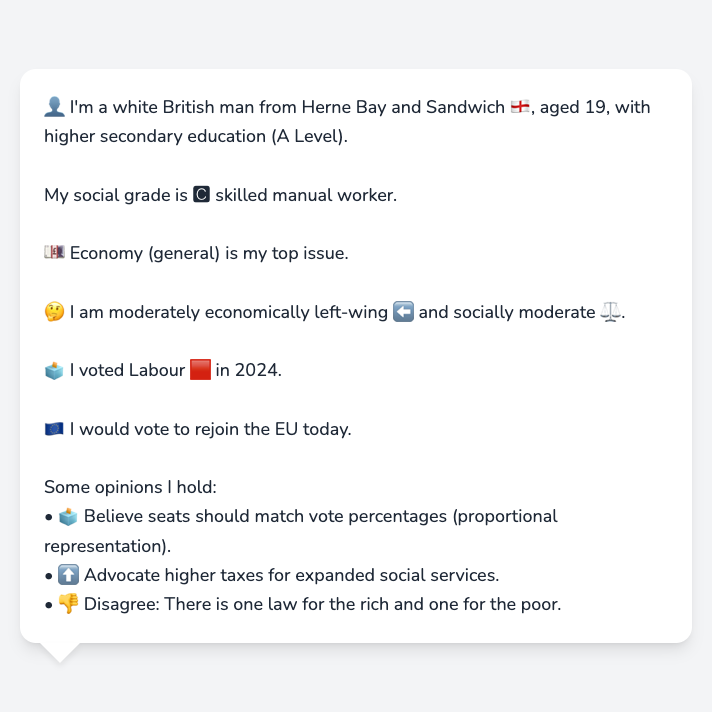 👤 I'm a white British man from Herne Bay and Sandwich 🏴󠁧󠁢󠁥󠁮󠁧󠁿, aged 19, with
higher secondary education (A Level).
My social grade is 🅲 skilled manual worker.
💷 Economy (general) is my top issue.
🤔 I am moderately economically left-wing ⬅️ and socially moderate ⚖️.
🗳️ I voted Labour 🟥 in 2024.
🇪🇺 I would vote to rejoin the EU today.
Some opinions I hold:
• 🗳️ Believe seats should match vote percentages (proportional
representation).
• ⬆️ Advocate higher taxes for expanded social services.
• 👎 Disagree: There is one law for the rich and one for the poor.